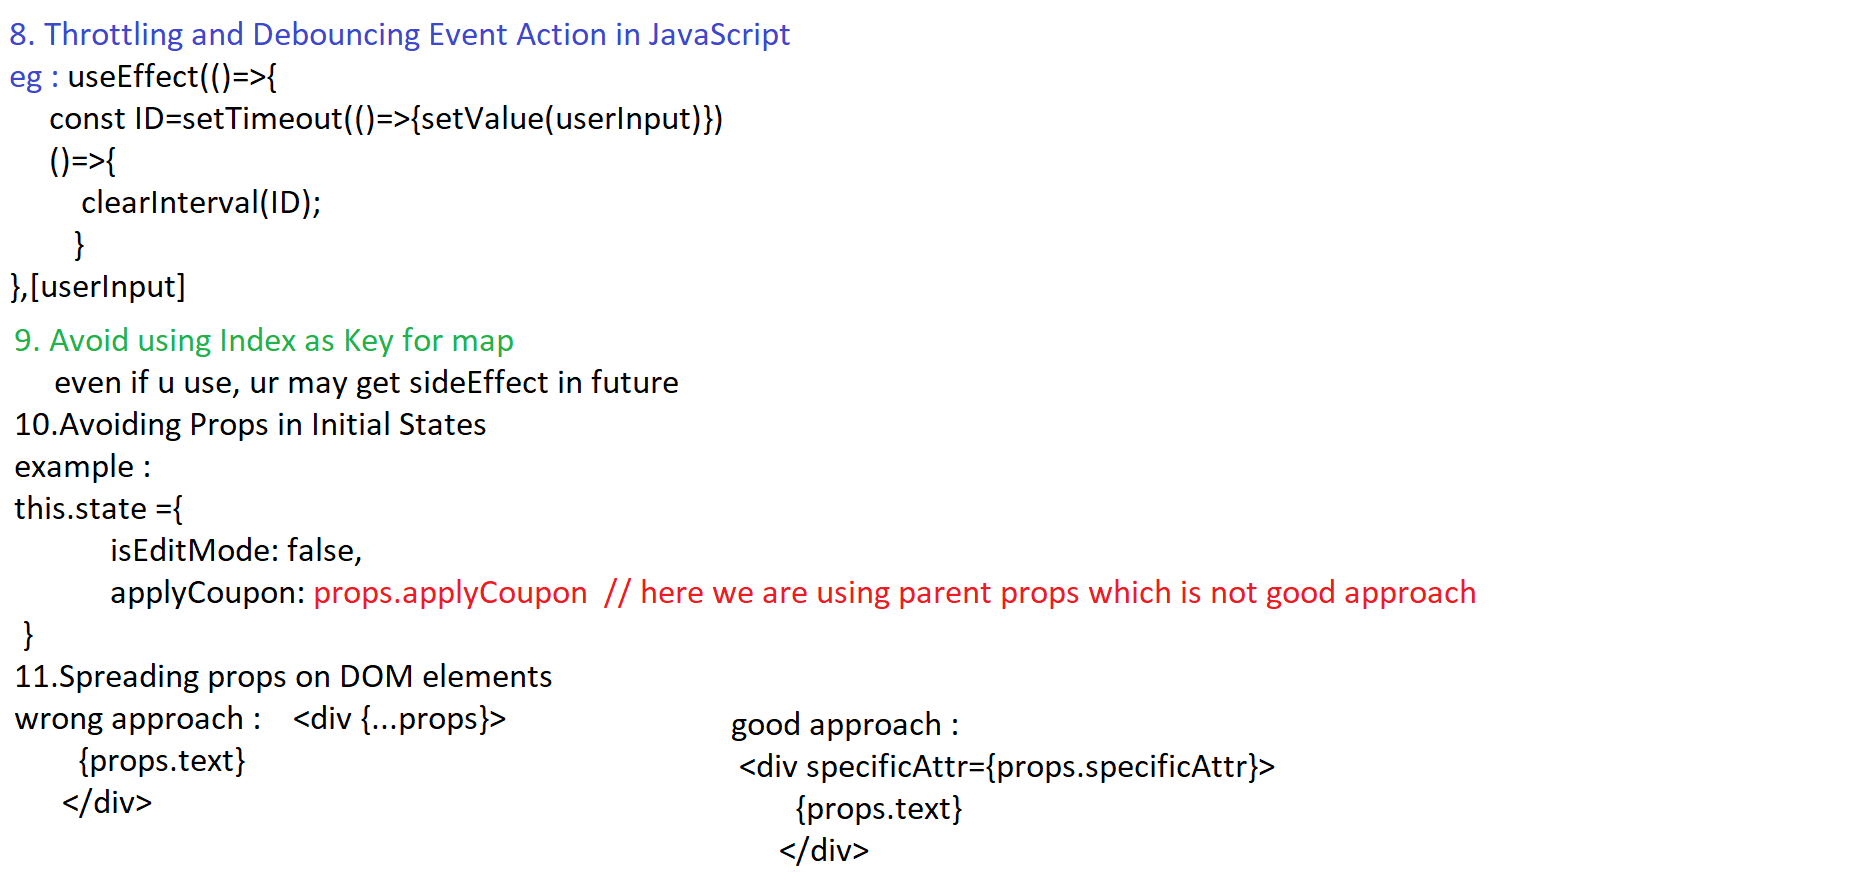 8. Throttling and Debouncing Event Action in JavaScript
eg : useEffect(()=>{
const ID=setTimeout(()=>{setValue(userInput)})
()=>{
clearInterval(ID);
}
},[userInput]
9. Avoid using Index as Key for map
even if u use, ur may get sideEffect in future
10.Avoiding Props in Initial States
example :
this.state ={
isEditMode: false,
applyCoupon: props.applyCoupon // here we are using parent props which is not good approach
}
11.Spreading props on DOM elements
wrong approach : <div {...props}>
{props.text}
</div>
good approach :
<div specificAttr={props.specificAttr}>
{props.text}
</div>